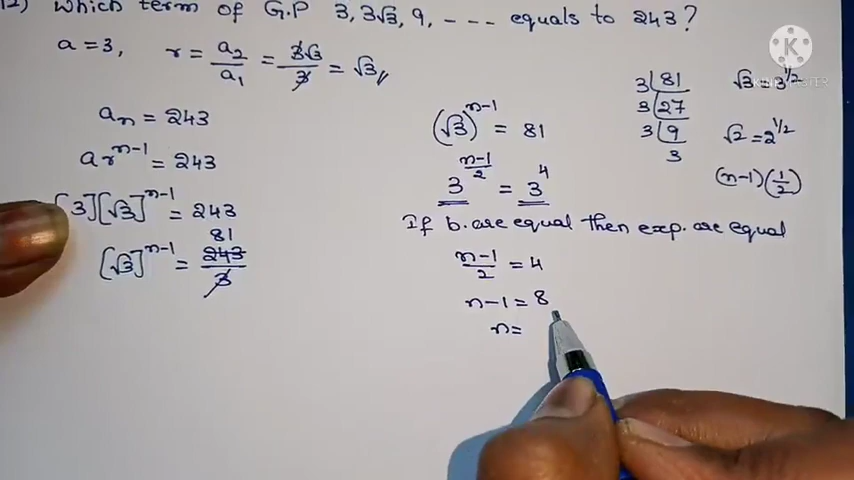 12) Which term of G.P 3, 3√3, 9, --- equals to 243?
a = 3, r = a₂/a₁ = 3√3/3 = √3
aₙ = 243
arⁿ⁻¹ = 243
[3][√3]ⁿ⁻¹ = 243
[√3]ⁿ⁻¹ = 243/3 81
(√3)ⁿ⁻¹ = 81
3^(n-1)/2 = 3⁴
If b. are equal then exp. are equal
n-1/2 = 4
n-1 = 8
n =
3 | 81
3 | 27
3 | 9
3
√3 = 3^1/2
√2 = 2^1/2
(n-1)(1/2)
K